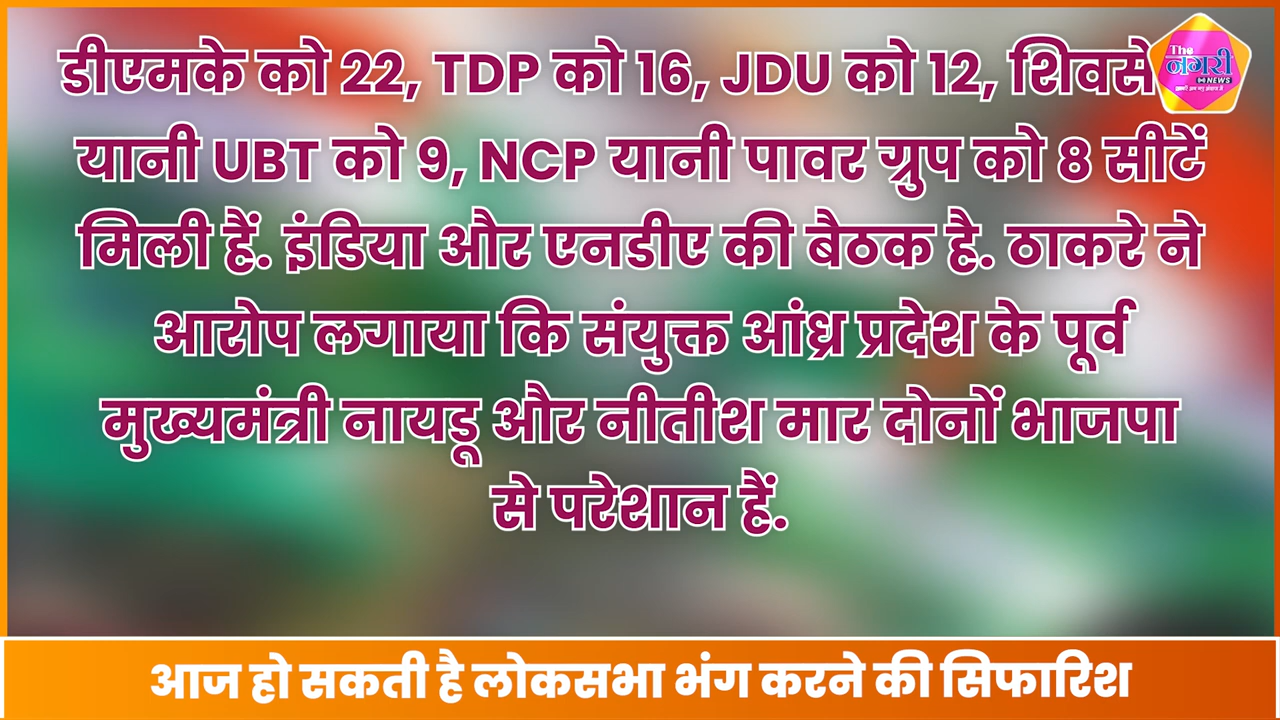 डीएमके को 22, TDP को 16, JDU को 12, शिवसे
यानी UBT को 9, NCP यानी पावर ग्रुप को 8 सीटें
मिली हैं. इंडिया और एनडीए की बैठक है. ठाकरे ने
आरोप लगाया कि संयुक्त आंध्र प्रदेश के पूर्व
मुख्यमंत्री नायडू और नीतीश मार दोनों भाजपा
से परेशान हैं.
The
नगरी
NEWS
आज हो सकती है लोकसभा भंग करने की सिफारिश